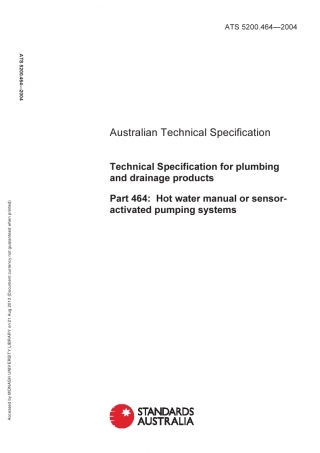 ATS 5200.464—2004
ATS 5200.464—2004
Australian Technical Specification
Technical Specification for plumbing
and drainage products
Part 464: Hot water manual or sensor-
activated pumping systems
Accessed by MONASH UNIVERSITY LIBRARY on 21 Aug 2013 (Document currency not guaranteed when printed)
STANDARDS
AUSTRALIA